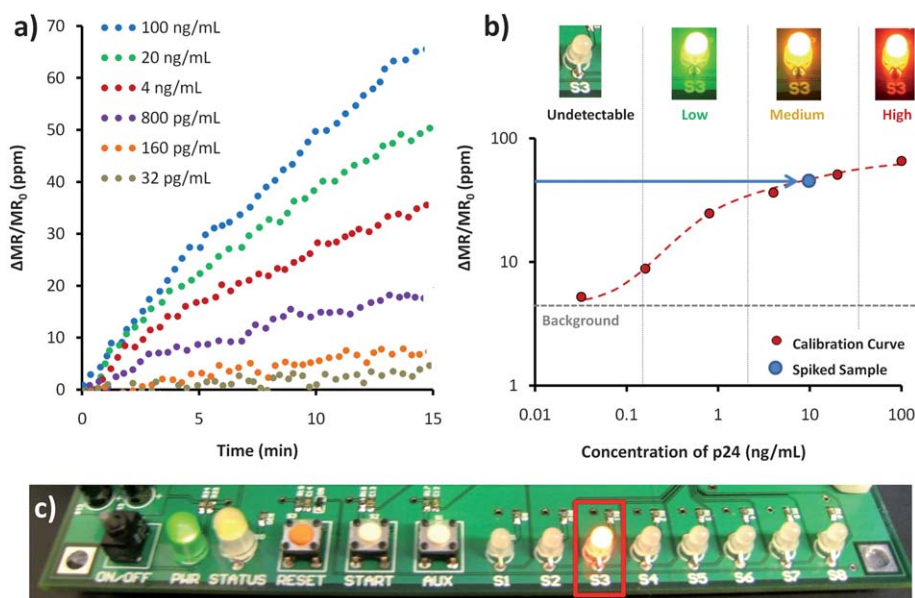 a)
100 ng/mL
20 ng/mL
4 ng/mL
800 pg/mL
160 pg/mL
32 pg/mL
70
60
50
40
30
20
10
0
ΔMR/MR₀ (ppm)
0 5 10 15
Time (min)
b)
S3 S3 S3 S3
Undetectable Low Medium High
100
10
1
ΔMR/MR₀ (ppm)
Background
Calibration Curve
Spiked Sample
0.01 0.1 1 10 100
Concentration of p24 (ng/mL)
c)
ON/OFF PWR STATUS RESET START AUX S1 S2 S3 S4 S5 S6 S7 S8